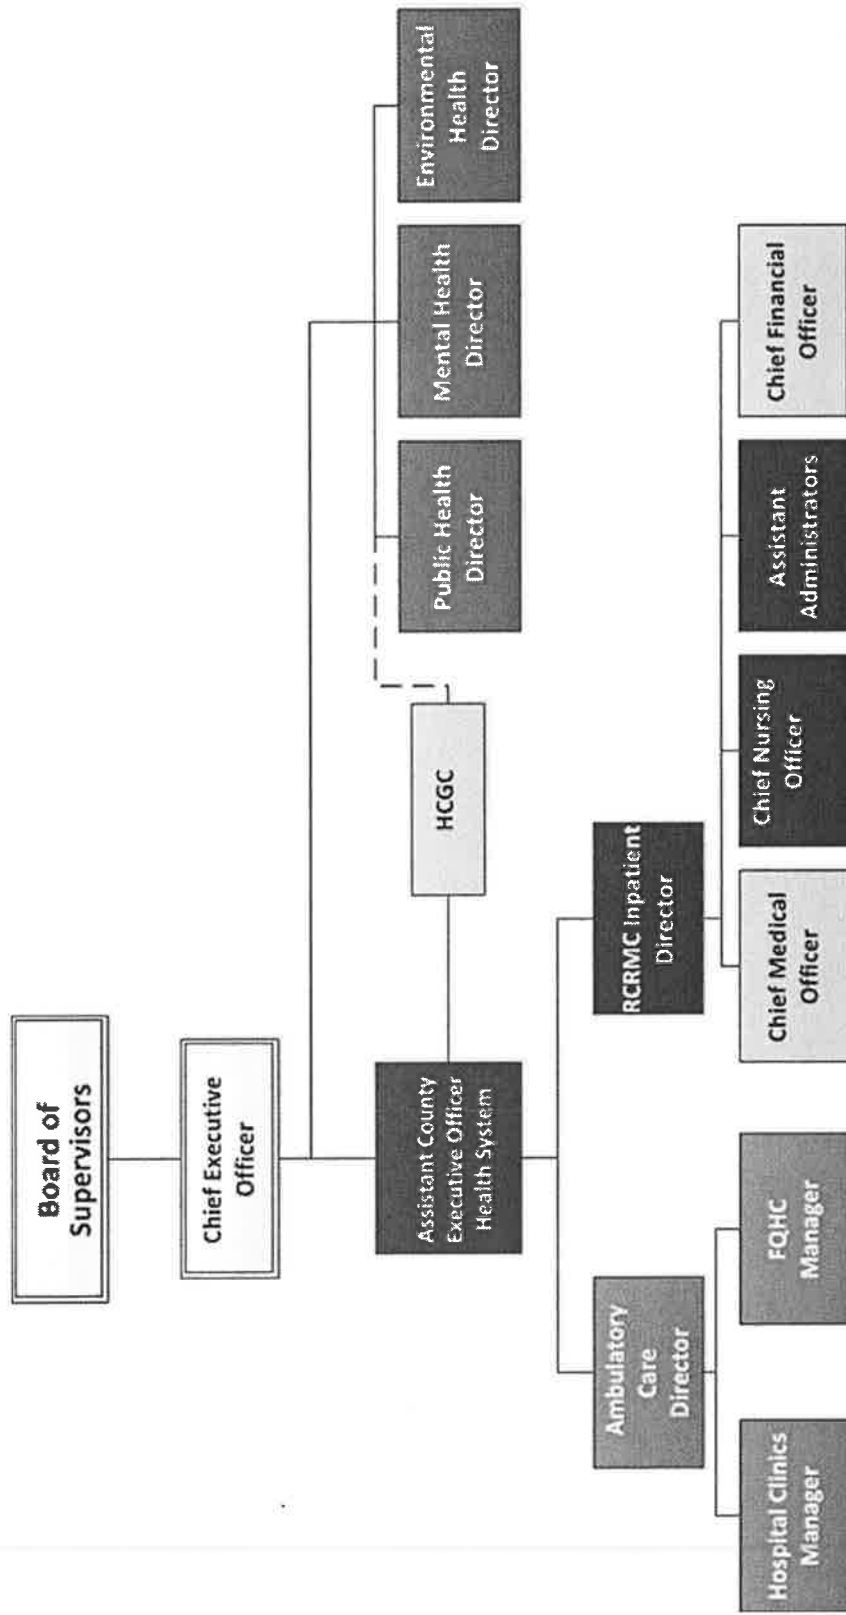 Board of
Supervisors
Chief Executive
Officer
Assistant County
Executive Officer
Health System
HCGC
Public Health
Director
Mental Health
Director
Environmental
Health
Director
Ambulatory
Care
Director
RCRMC Inpatient
Director
Hospital Clinics
Manager
FQHC
Manager
Chief Medical
Officer
Chief Nursing
Officer
Assistant
Administrators
Chief Financial
Officer